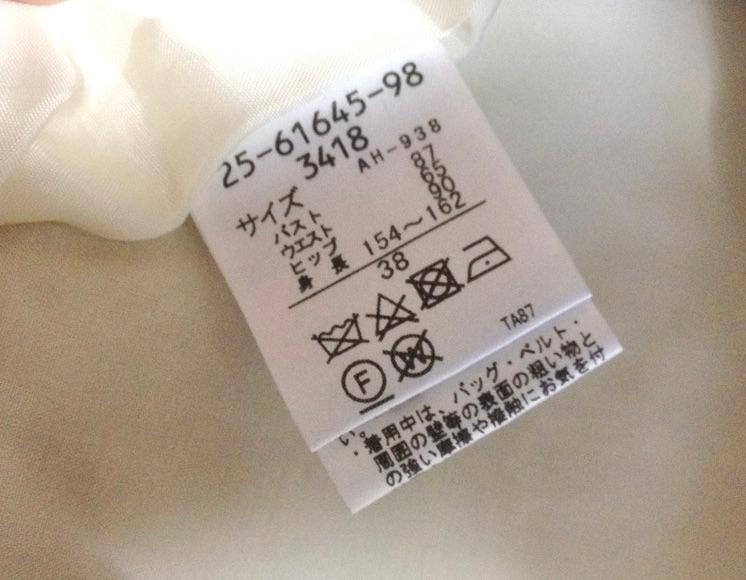 25-61645-98
3418
AH-938
サイズ
バスト 87
ウエスト 65
ヒップ 90
身長 154～162
38
F
W
TA87
い。
・着用中は、バッグ・ベルト・
周囲の壁等の表面の粗い物と
の強い摩擦や接触にお気を付